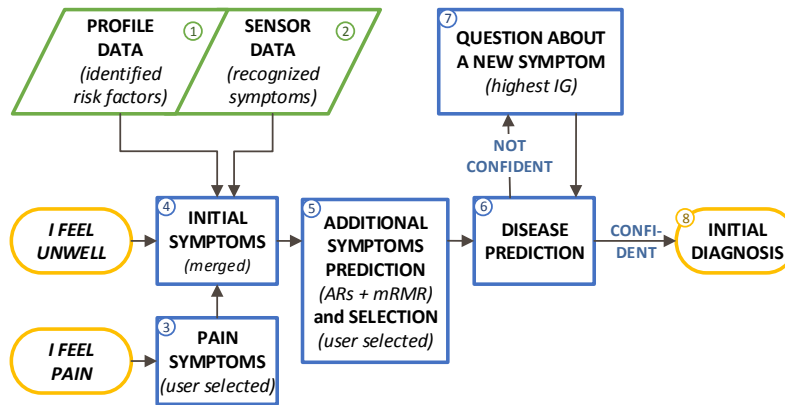 1
PROFILE
DATA
(identified
risk factors)
2
SENSOR
DATA
(recognized
symptoms)
7
QUESTION ABOUT
A NEW SYMPTOM
(highest IG)
NOT
CONFIDENT
I FEEL
UNWELL
4
INITIAL
SYMPTOMS
(merged)
5
ADDITIONAL
SYMPTOMS
PREDICTION
(ARs + mRMR)
and SELECTION
(user selected)
6
DISEASE
PREDICTION
CONFI-
DENT
8
INITIAL
DIAGNOSIS
I FEEL
PAIN
3
PAIN
SYMPTOMS
(user selected)